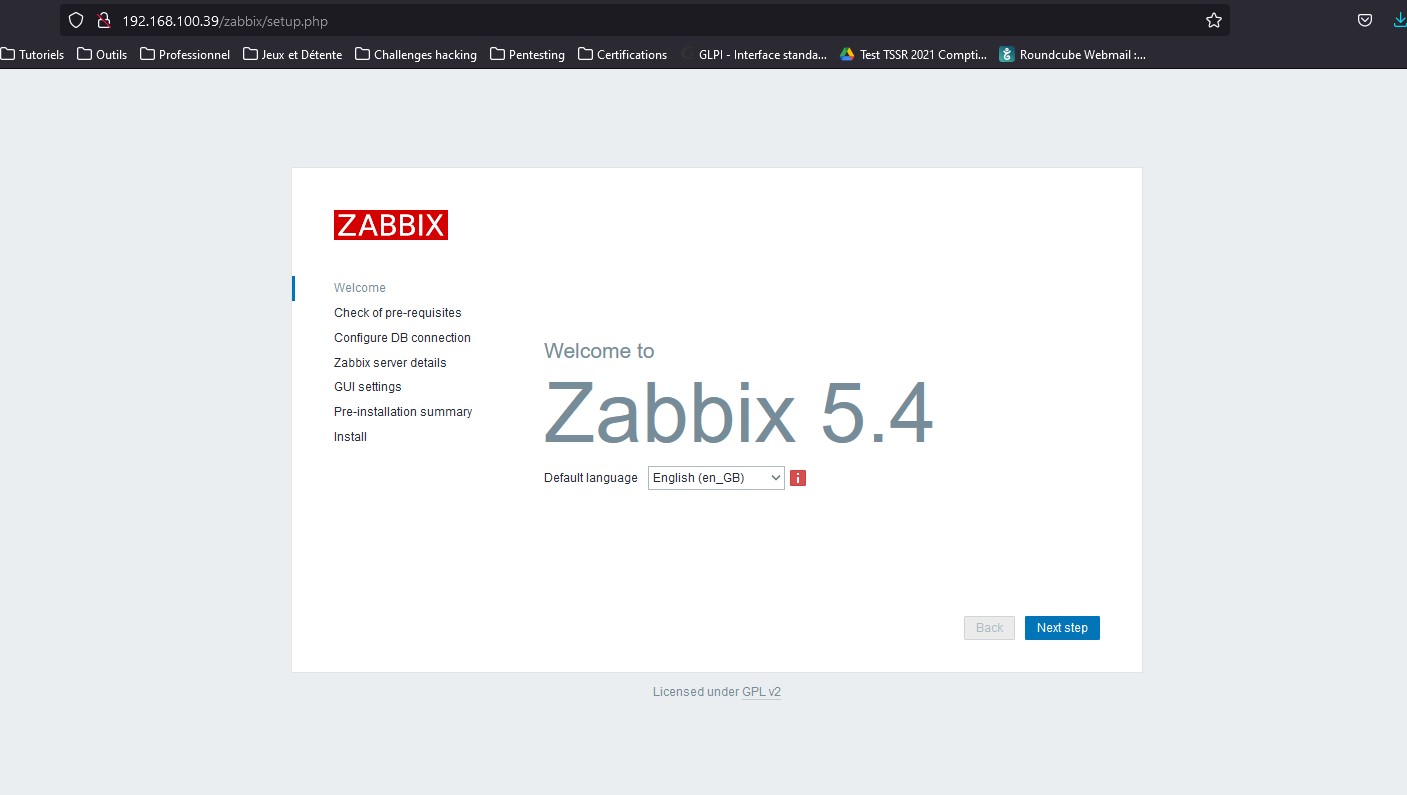 192.168.100.39/zabbix/setup.php
Tutoriels Outils Professionnel Jeux et Détente Challenges hacking Pentesting Certifications GLPI - Interface standa... Test TSSR 2021 Compti... Roundcube Webmail :...
ZABBIX
Welcome
Check of pre-requisites
Configure DB connection
Zabbix server details
GUI settings
Pre-installation summary
Install
Welcome to
Zabbix 5.4
Default language English (en_GB) i
Back Next step
Licensed under GPL v2